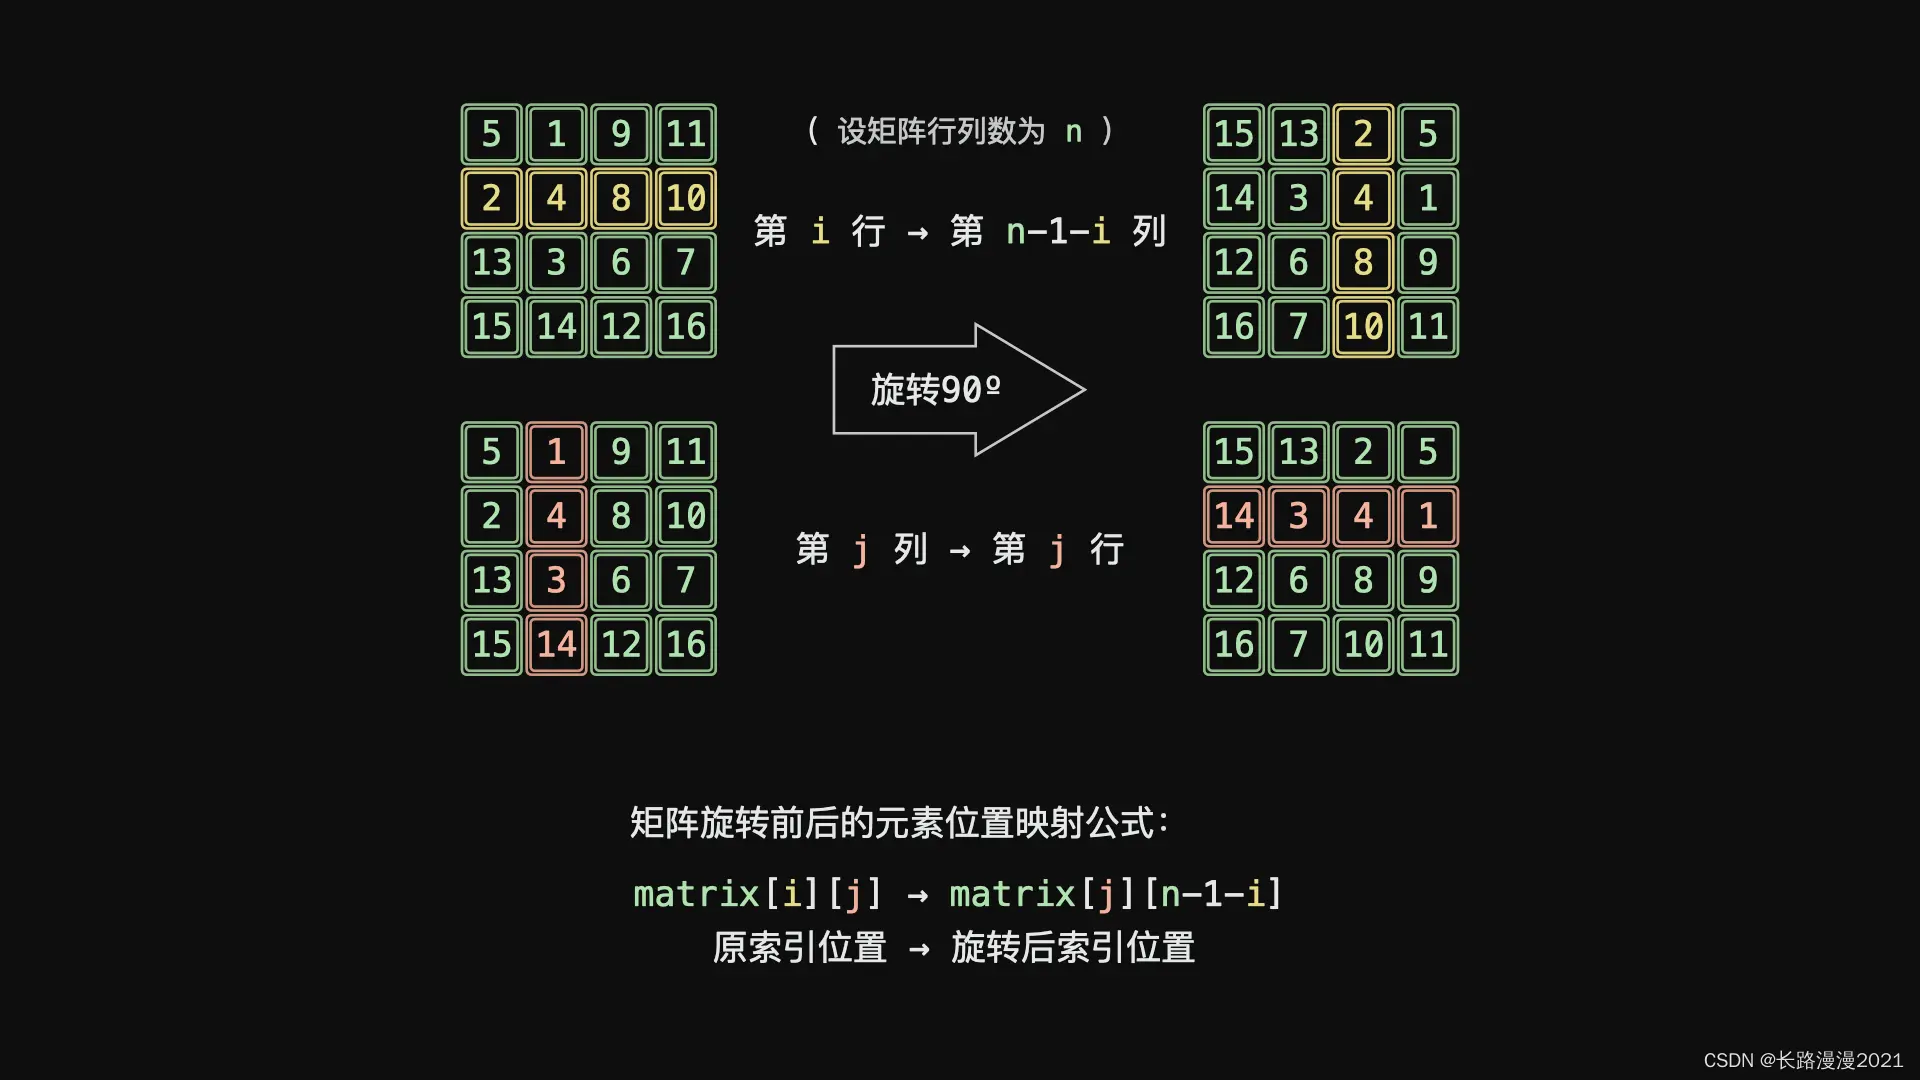 5 1 9 11 ( 设矩阵行列数为 n ) 15 13 2 5
2 4 8 10 第 i 行 → 第 n-1-i 列 14 3 4 1
13 3 6 7 12 6 8 9
15 14 12 16 16 7 10 11
旋转90º
5 1 9 11 15 13 2 5
2 4 8 10 第 j 列 → 第 j 行 14 3 4 1
13 3 6 7 12 6 8 9
15 14 12 16 16 7 10 11
矩阵旋转前后的元素位置映射公式：
matrix[i][j] → matrix[j][n-1-i]
原索引位置 → 旋转后索引位置
CSDN @长路漫漫2021